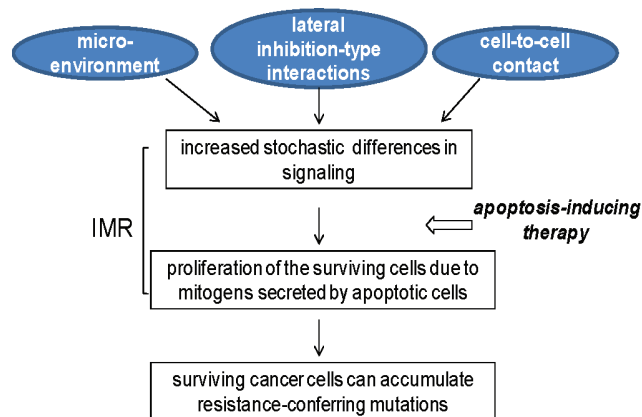 micro-
environment
lateral
inhibition-type
interactions
cell-to-cell
contact
increased stochastic differences in
signaling
IMR
apoptosis-inducing
therapy
proliferation of the surviving cells due to
mitogens secreted by apoptotic cells
surviving cancer cells can accumulate
resistance-conferring mutations